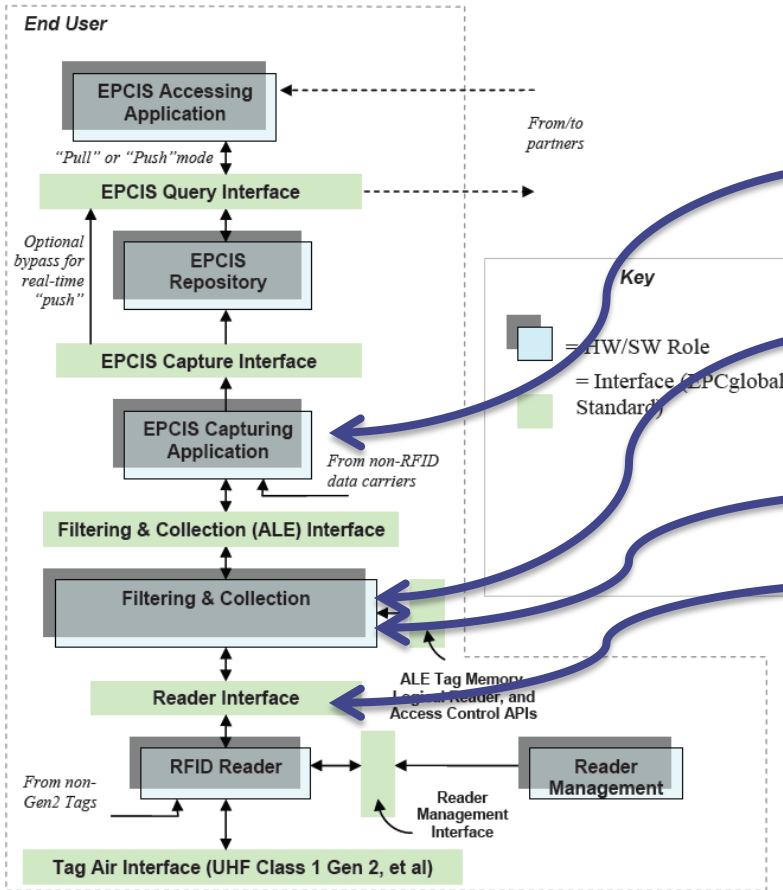 End User
EPCIS Accessing
Application
From/to
partners
“Pull” or “Push”mode
EPCIS Query Interface
Optional
bypass for
real-time
“push”
EPCIS
Repository
Key
= HW/SW Role
= Interface (EPCglobal
Standard)
EPCIS Capture Interface
EPCIS Capturing
Application
From non-RFID
data carriers
Filtering & Collection (ALE) Interface
Filtering & Collection
ALE Tag Memory,
Logical Reader, and
Access Control APIs
Reader Interface
RFID Reader
From non-
Gen2 Tags
Reader
Management
Interface
Reader
Management
Tag Air Interface (UHF Class 1 Gen 2, et al)